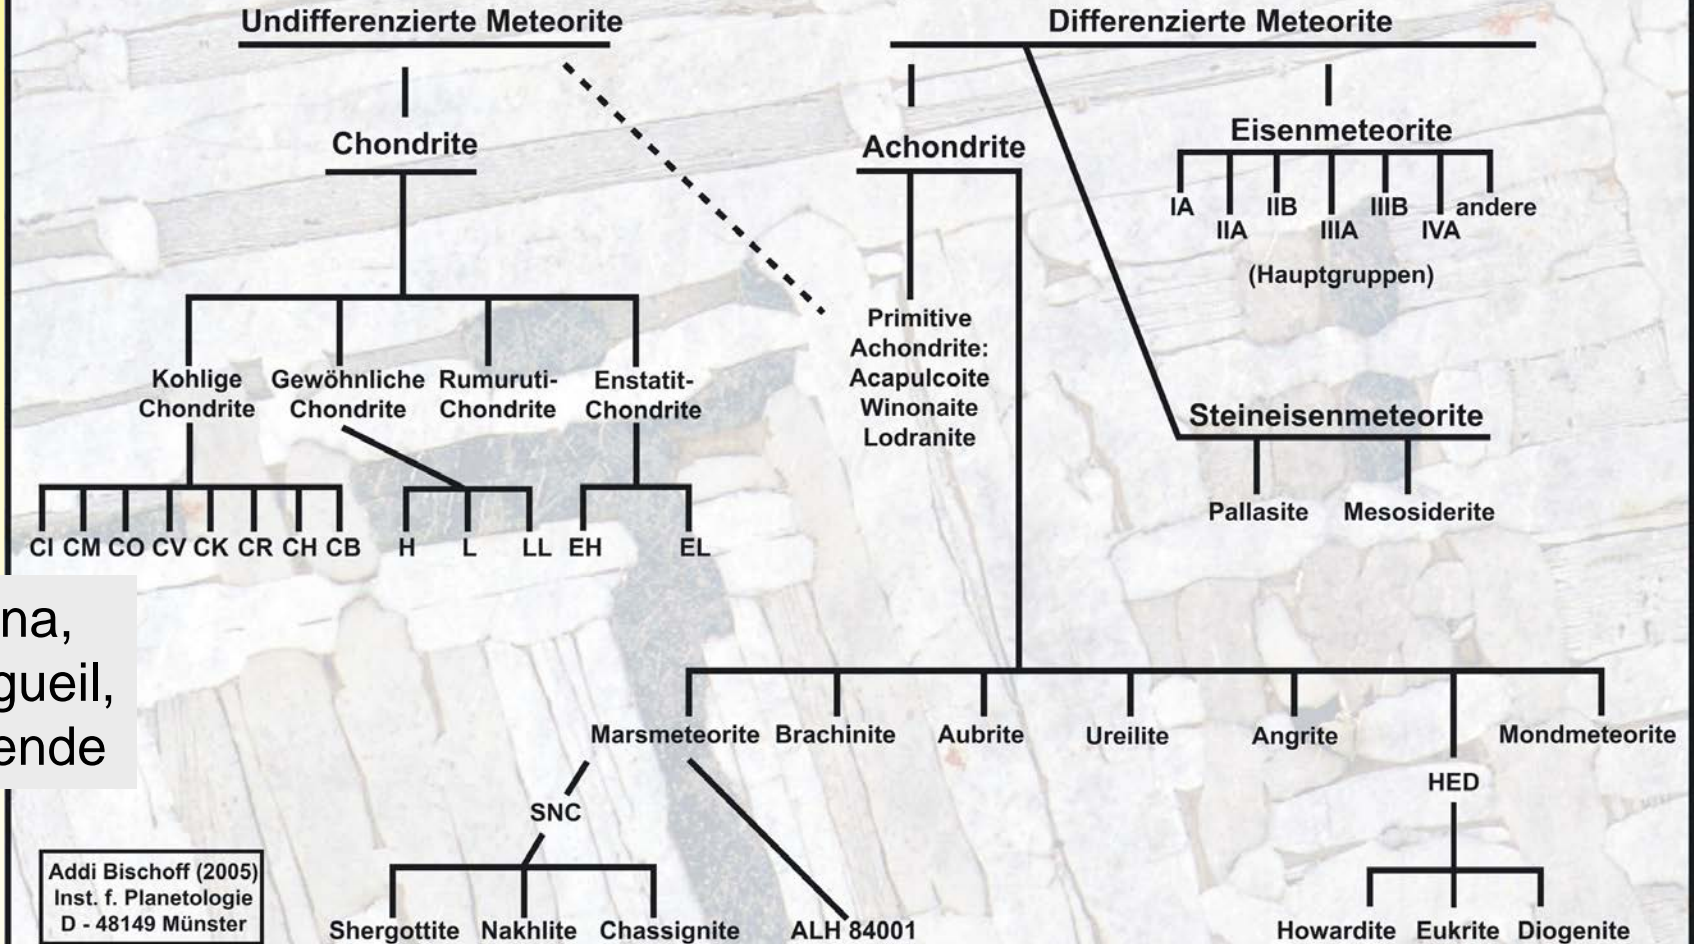 Undifferenzierte Meteorite
Differenzierte Meteorite
Chondrite
Achondrite
Eisenmeteorite
IA
IIA
IIB
IIIA
IIIB
IVA
andere
(Hauptgruppen)
Kohlige
Chondrite
Gewöhnliche
Chondrite
Rumuruti-
Chondrite
Enstatit-
Chondrite
Primitive
Achondrite:
Acapulcoite
Winonaite
Lodranite
Steineisenmeteorite
Pallasite
Mesosiderite
CI CM CO CV CK CR CH CB
H L LL
EH EL
na,
gueil,
ende
Marsmeteorite
Brachinite
Aubrite
Ureilite
Angrite
HED
Mondmeteorite
SNC
Shergottite
Nakhlite
Chassignite
ALH 84001
Howardite
Eukrite
Diogenite
Addi Bischoff (2005)
Inst. f. Planetologie
D - 48149 Münster